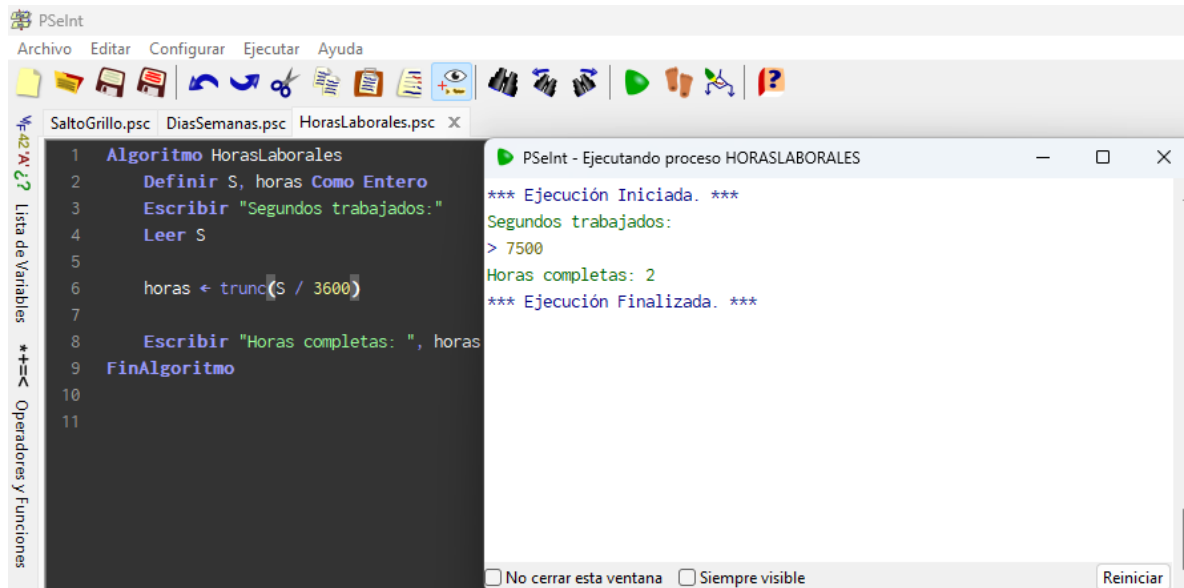 PSeInt
Archivo Editar Configurar Ejecutar Ayuda
SaltoGrillo.psc DiasSemanas.psc HorasLaborales.psc X
42 'A' ¿? Lista de Variables
*+=< Operadores y Funciones
1 Algoritmo HorasLaborales
2 Definir S, horas Como Entero
3 Escribir "Segundos trabajados:"
4 Leer S
5
6 horas ← trunc(S / 3600)
7
8 Escribir "Horas completas: ", horas
9 FinAlgoritmo
10
11
PSeInt - Ejecutando proceso HORASLABORALES
*** Ejecución Iniciada. ***
Segundos trabajados:
> 7500
Horas completas: 2
*** Ejecución Finalizada. ***
No cerrar esta ventana Siempre visible Reiniciar